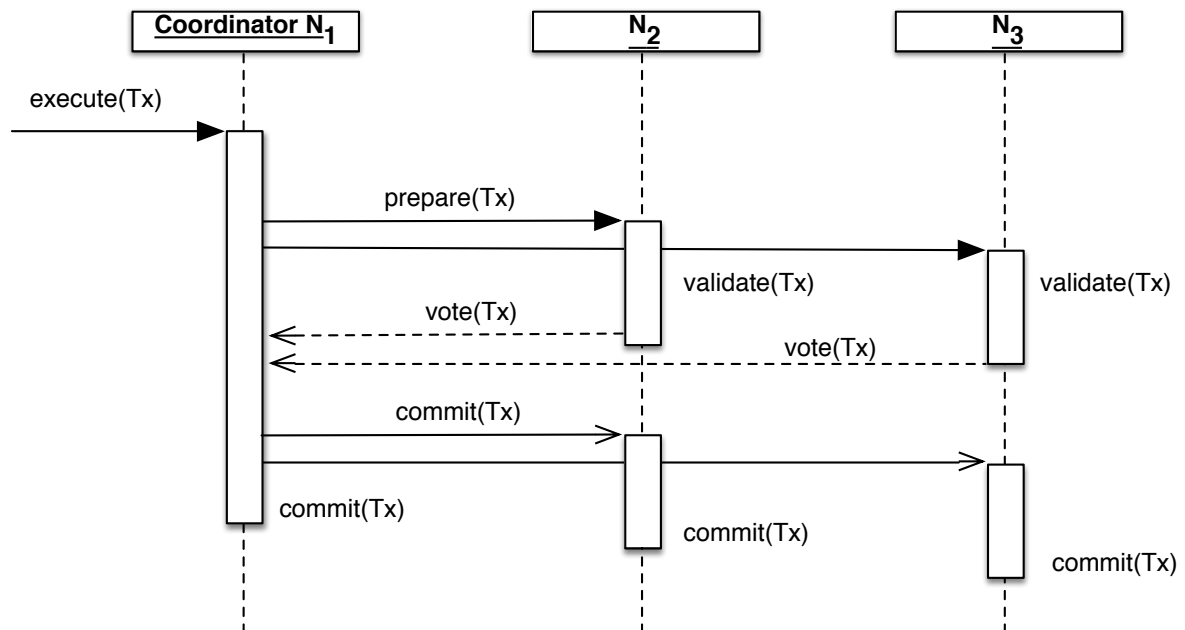 Coordinator N1
N2
N3
execute(Tx)
prepare(Tx)
validate(Tx)
validate(Tx)
vote(Tx)
vote(Tx)
commit(Tx)
commit(Tx)
commit(Tx)
commit(Tx)